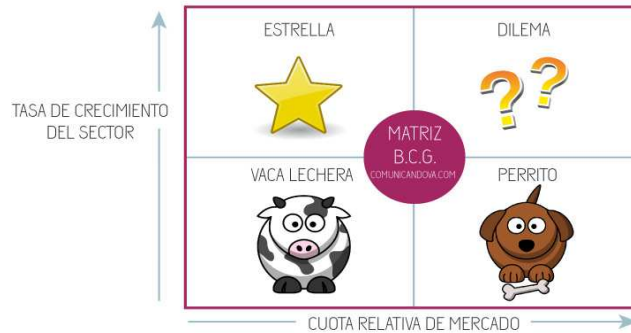 ESTRELLA
DILEMA
TASA DE CRECIMIENTO
DEL SECTOR
MATRIZ
B.C.G.
COMUNICANDOVA.COM
VACA LECHERA
PERRITO
CUOTA RELATIVA DE MERCADO